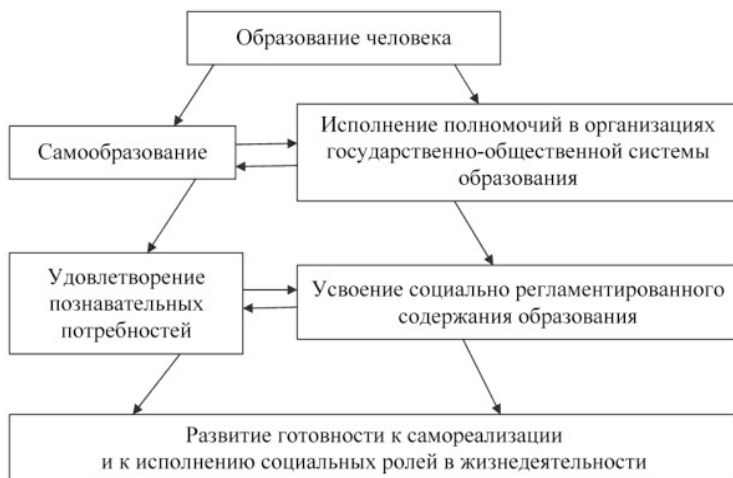 Образование человека
Самообразование
Исполнение полномочий в организациях
государственно-общественной системы
образования
Удовлетворение
познавательных
потребностей
Усвоение социально регламентированного
содержания образования
Развитие готовности к самореализации
и к исполнению социальных ролей в жизнедеятельности